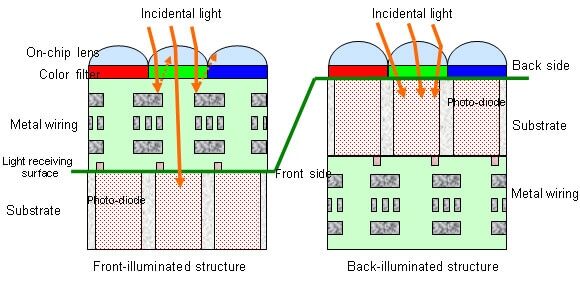 Incidental light
On-chip lens
Color filter
Metal wiring
Light receiving
surface
Substrate
Photo-diode
Front side
Front-illuminated structure
Incidental light
Back side
Photo-diode
Substrate
Metal wiring
Back-illuminated structure